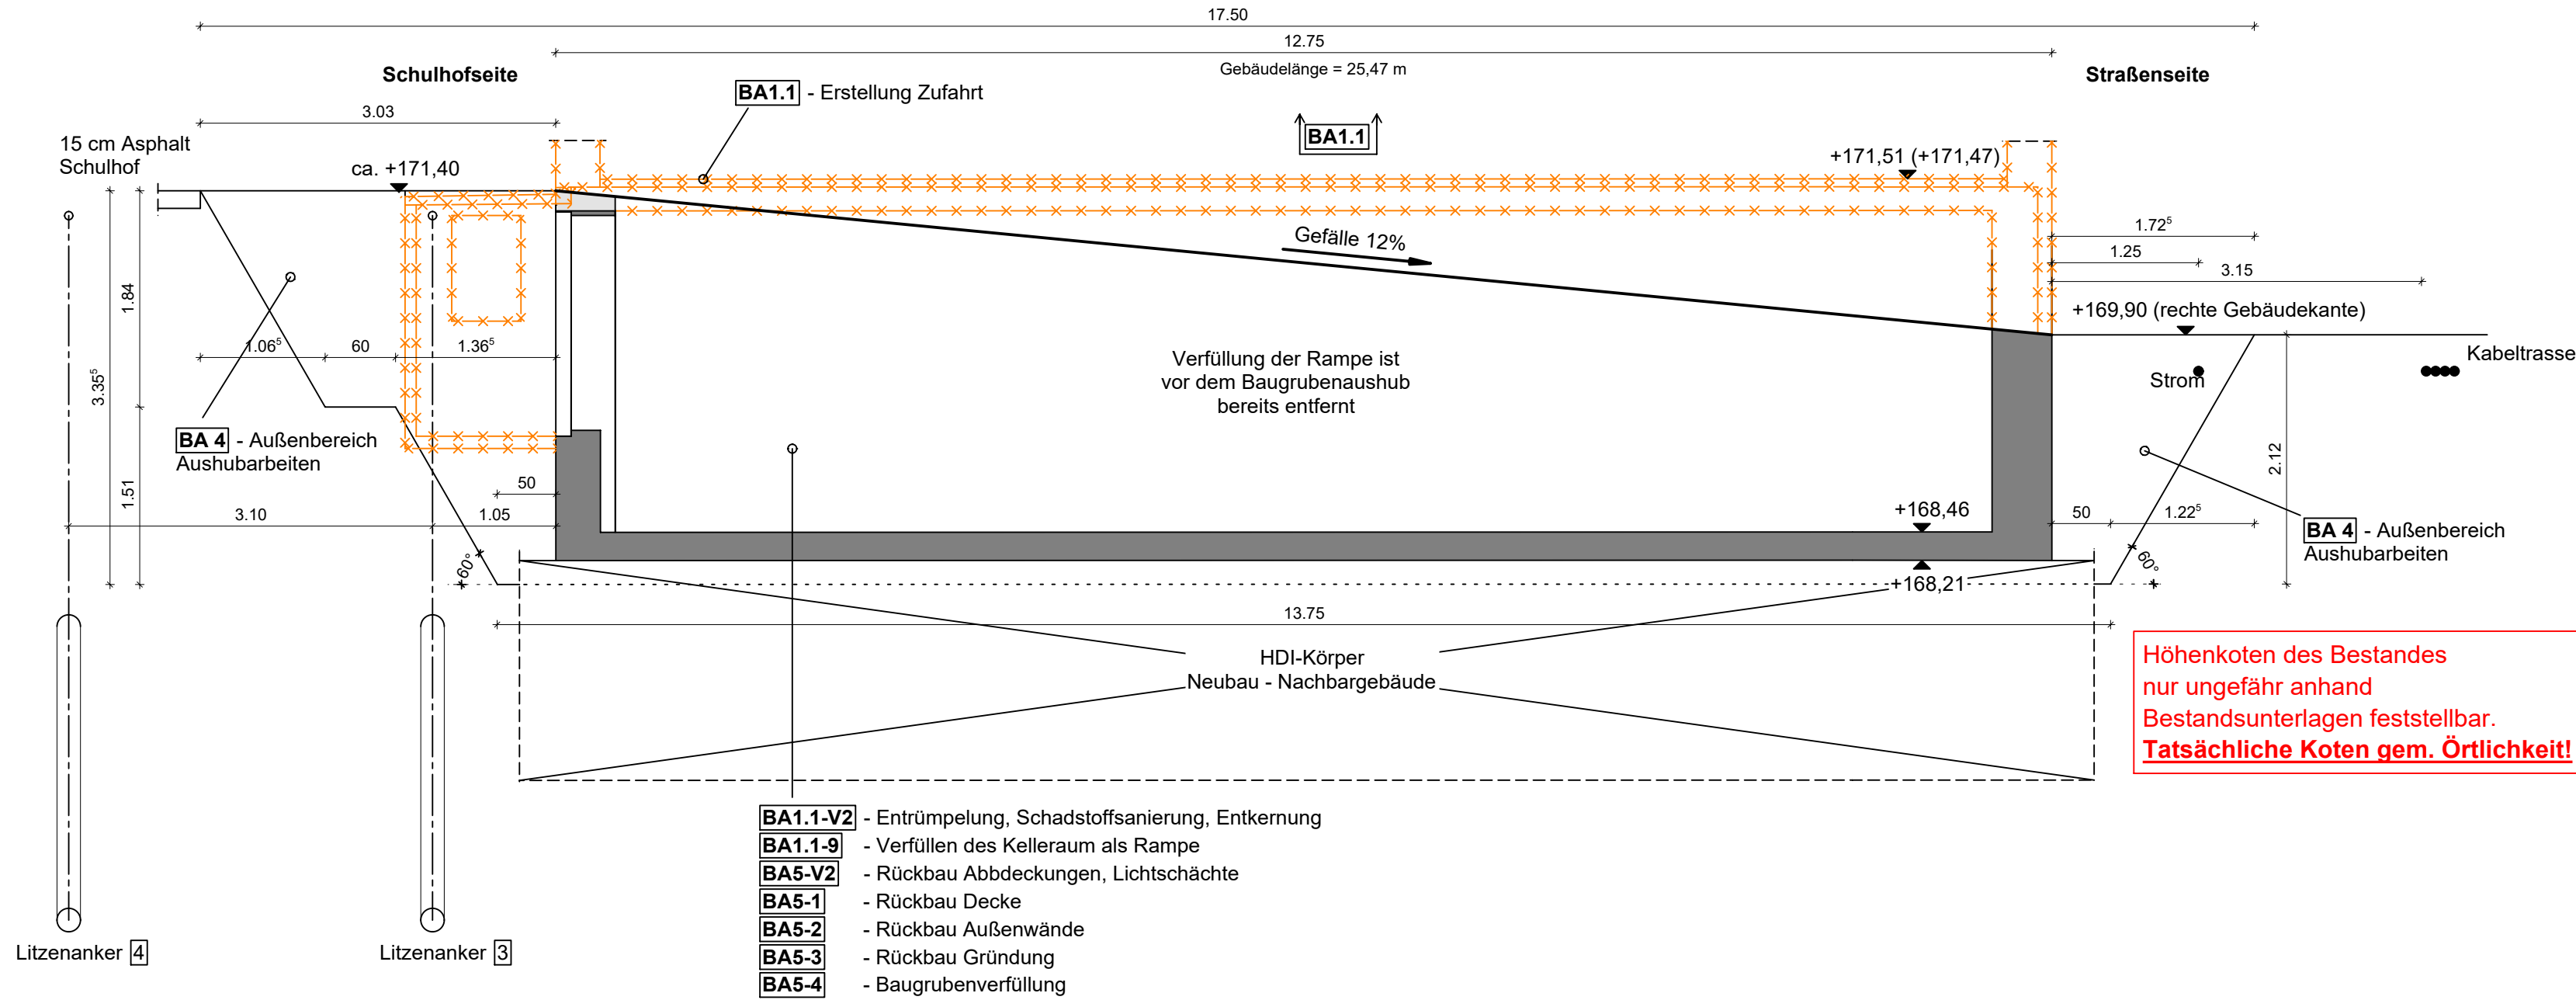 17.50
12.75
Gebäudelänge = 25,47 m
Schulhofseite
Straßenseite
BA1.1 - Erstellung Zufahrt
3.03
BA1.1
15 cm Asphalt
Schulhof
ca. +171,40
+171,51 (+171,47)
1.72⁵
1.25
3.15
Gefälle 12%
1.84
+169,90 (rechte Gebäudekante)
1.06⁵
60
1.36⁵
3.35⁵
Verfüllung der Rampe ist
vor dem Baugrubenaushub
bereits entfernt
Kabeltrasse
Strom
BA 4 - Außenbereich
Aushubarbeiten
1.51
50
2.12
3.10
1.05
+168,46
50
1.22⁵
BA 4 - Außenbereich
Aushubarbeiten
60°
60°
+168,21
13.75
HDI-Körper
Neubau - Nachbargebäude
Höhenkoten des Bestandes
nur ungefähr anhand
Bestandsunterlagen feststellbar.
Tatsächliche Koten gem. Örtlichkeit!
BA1.1-V2 - Entrümpelung, Schadstoffsanierung, Entkernung
BA1.1-9 - Verfüllen des Kelleraum als Rampe
BA5-V2 - Rückbau Abbdeckungen, Lichtschächte
BA5-1 - Rückbau Decke
BA5-2 - Rückbau Außenwände
BA5-3 - Rückbau Gründung
BA5-4 - Baugrubenverfüllung
Litzenanker 4
Litzenanker 3